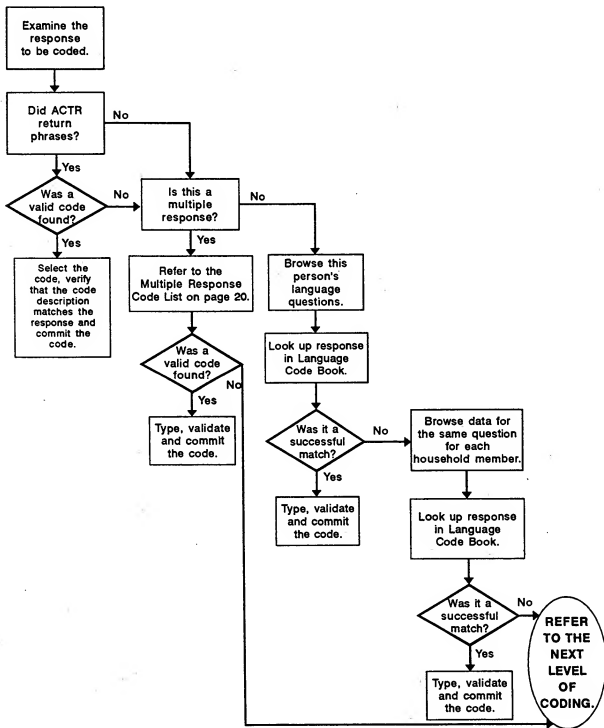 Examine the
response
to be coded.
Did ACTR
return
phrases?
No
Yes
Was a
valid code
found?
No
Yes
Select the
code, verify
that the code
description
matches the
response and
commit the
code.
Is this a
multiple
response?
No
Yes
Refer to the
Multiple Response
Code List on page 20.
Was a
valid code
found?
No
Yes
Type, validate
and commit
the code.
Browse this
person's
language
questions.
Look up response
in Language
Code Book.
Was it a
successful
match?
No
Yes
Type, validate
and commit
the code.
Browse data for
the same question
for each
household member.
Look up response
in Language
Code Book.
Was it a
successful
match?
No
Yes
Type, validate
and commit
the code.
REFER
TO THE
NEXT
LEVEL
OF
CODING.